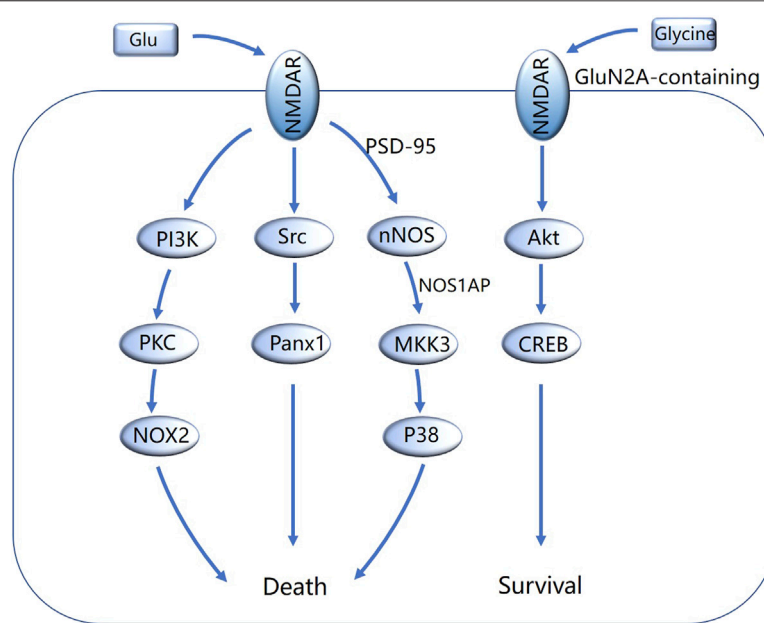 Glu
Glycine
NMDAR
NMDAR
GluN2A-containing
PSD-95
PI3K
Src
nNOS
Akt
NOS1AP
PKC
Panx1
MKK3
CREB
NOX2
P38
Death
Survival